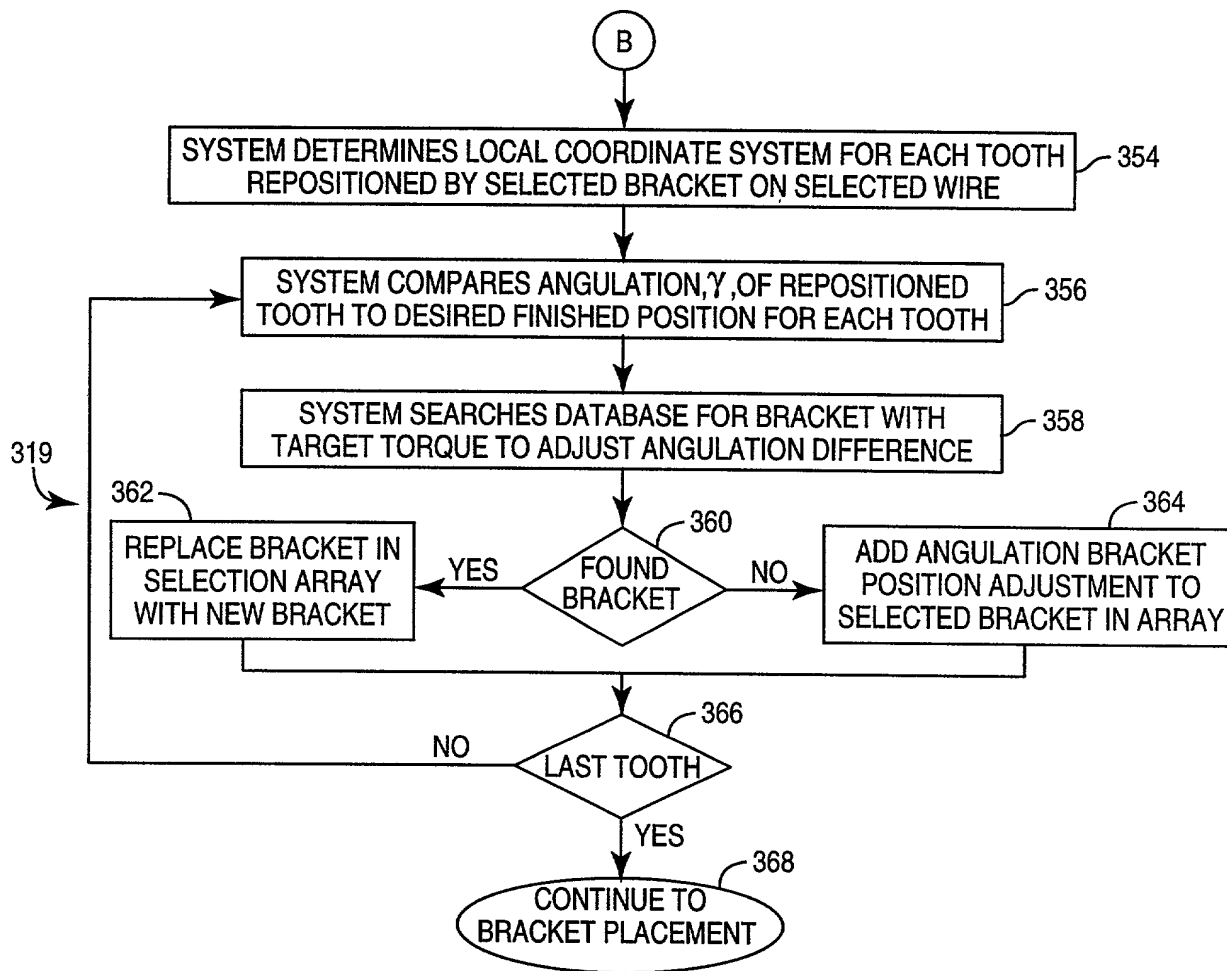 B
SYSTEM DETERMINES LOCAL COORDINATE SYSTEM FOR EACH TOOTH
REPOSITIONED BY SELECTED BRACKET ON SELECTED WIRE
354
SYSTEM COMPARES ANGULATION,γ,OF REPOSITIONED
TOOTH TO DESIRED FINISHED POSITION FOR EACH TOOTH
356
SYSTEM SEARCHES DATABASE FOR BRACKET WITH
TARGET TORQUE TO ADJUST ANGULATION DIFFERENCE
358
319
362
REPLACE BRACKET IN
SELECTION ARRAY
WITH NEW BRACKET
YES
360
FOUND
BRACKET
NO
364
ADD ANGULATION BRACKET
POSITION ADJUSTMENT TO
SELECTED BRACKET IN ARRAY
NO
366
LAST TOOTH
YES
368
CONTINUE TO
BRACKET PLACEMENT